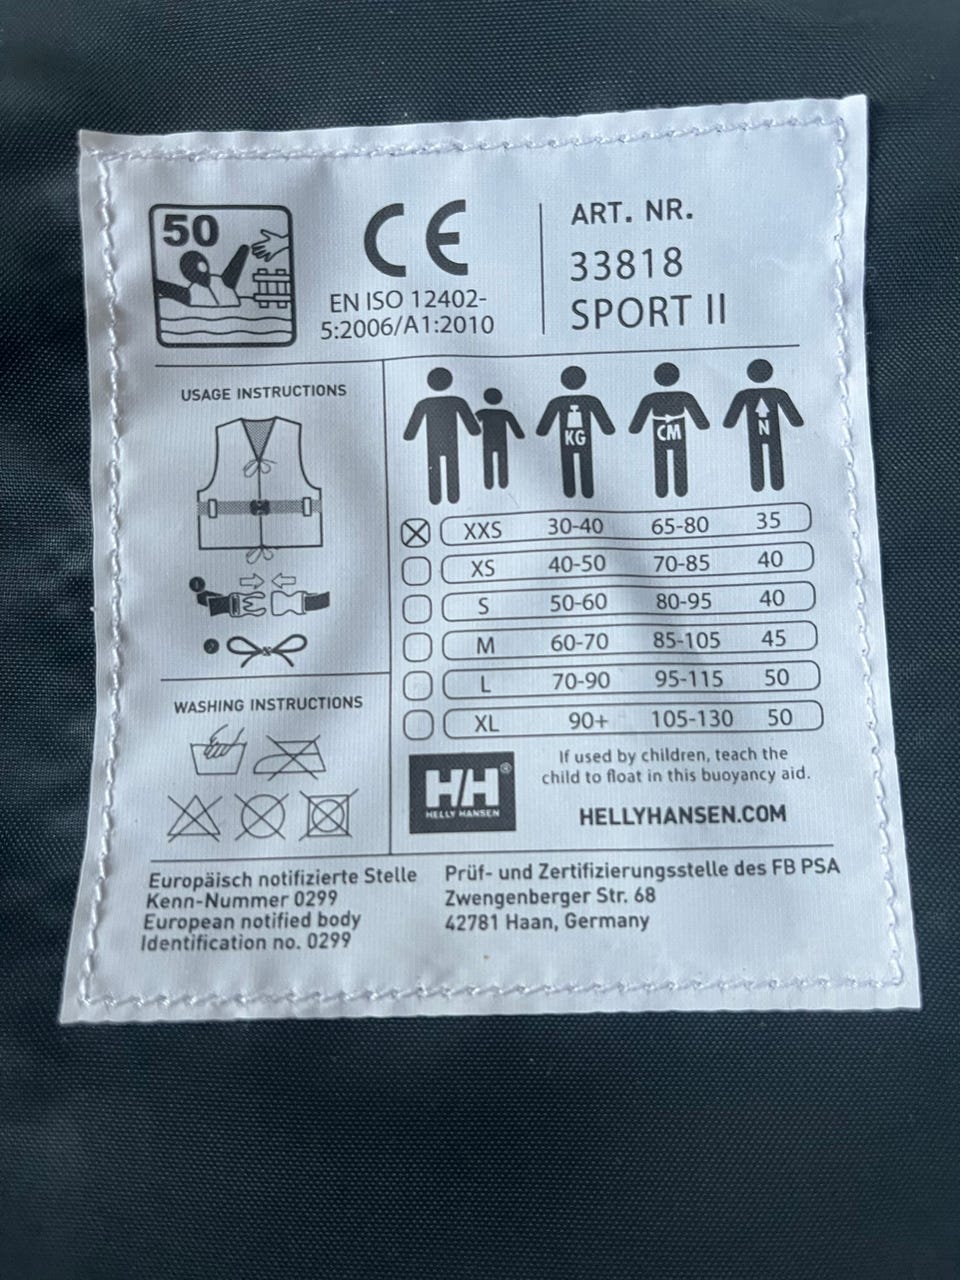 50
CE
EN ISO 12402-
5:2006/A1:2010
ART. NR.
33818
SPORT II
USAGE INSTRUCTIONS
1
2
WASHING INSTRUCTIONS
KG CM N
XXS 30-40 65-80 35
XS 40-50 70-85 40
S 50-60 80-95 40
M 60-70 85-105 45
L 70-90 95-115 50
XL 90+ 105-130 50
HH®
HELLY HANSEN
If used by children, teach the
child to float in this buoyancy aid.
HELLYHANSEN.COM
Europäisch notifizierte Stelle
Kenn-Nummer 0299
European notified body
Identification no. 0299
Prüf- und Zertifizierungsstelle des FB PSA
Zwengenberger Str. 68
42781 Haan, Germany